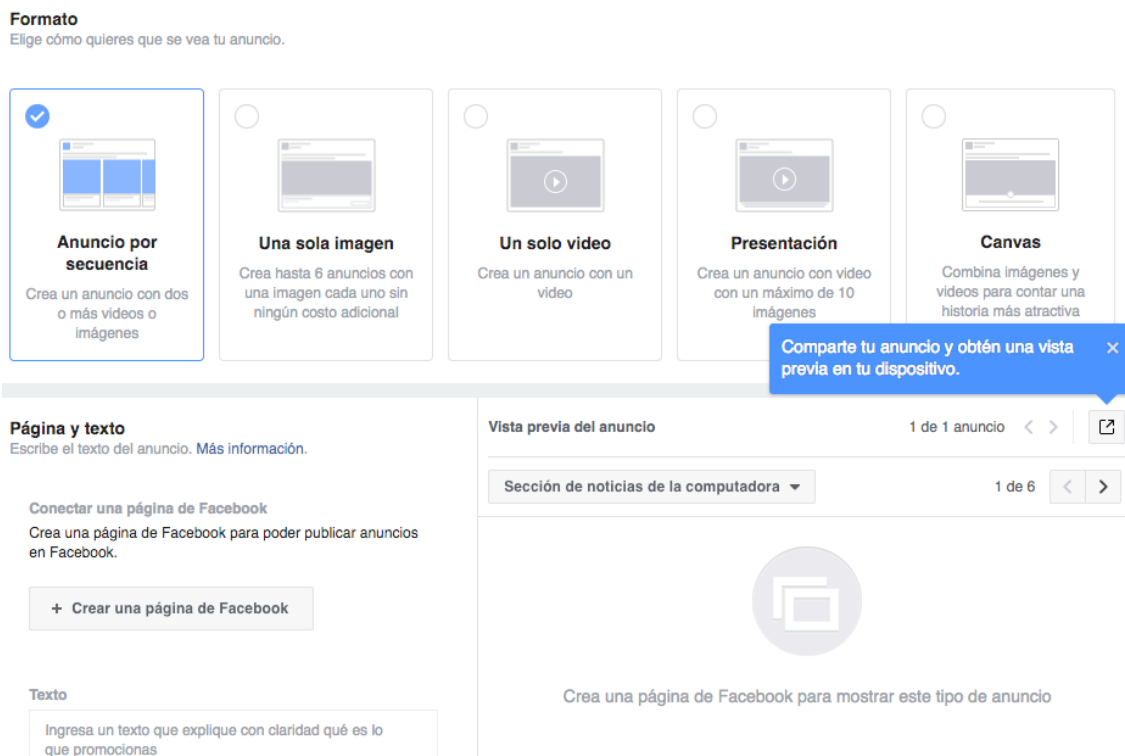 Formato
Elige cómo quieres que se vea tu anuncio.
Anuncio por
secuencia
Crea un anuncio con dos
o más videos o
imágenes
Una sola imagen
Crea hasta 6 anuncios con
una imagen cada uno sin
ningún costo adicional
Un solo video
Crea un anuncio con un
video
Presentación
Crea un anuncio con video
con un máximo de 10
imágenes
Canvas
Combina imágenes y
videos para contar una
historia más atractiva
Comparte tu anuncio y obtén una vista
previa en tu dispositivo.
Página y texto
Escribe el texto del anuncio. Más información.
Conectar una página de Facebook
Crea una página de Facebook para poder publicar anuncios
en Facebook.
+ Crear una página de Facebook
Texto
Ingresa un texto que explique con claridad qué es lo
que promocionas
Vista previa del anuncio
1 de 1 anuncio
Sección de noticias de la computadora
1 de 6
Crea una página de Facebook para mostrar este tipo de anuncio